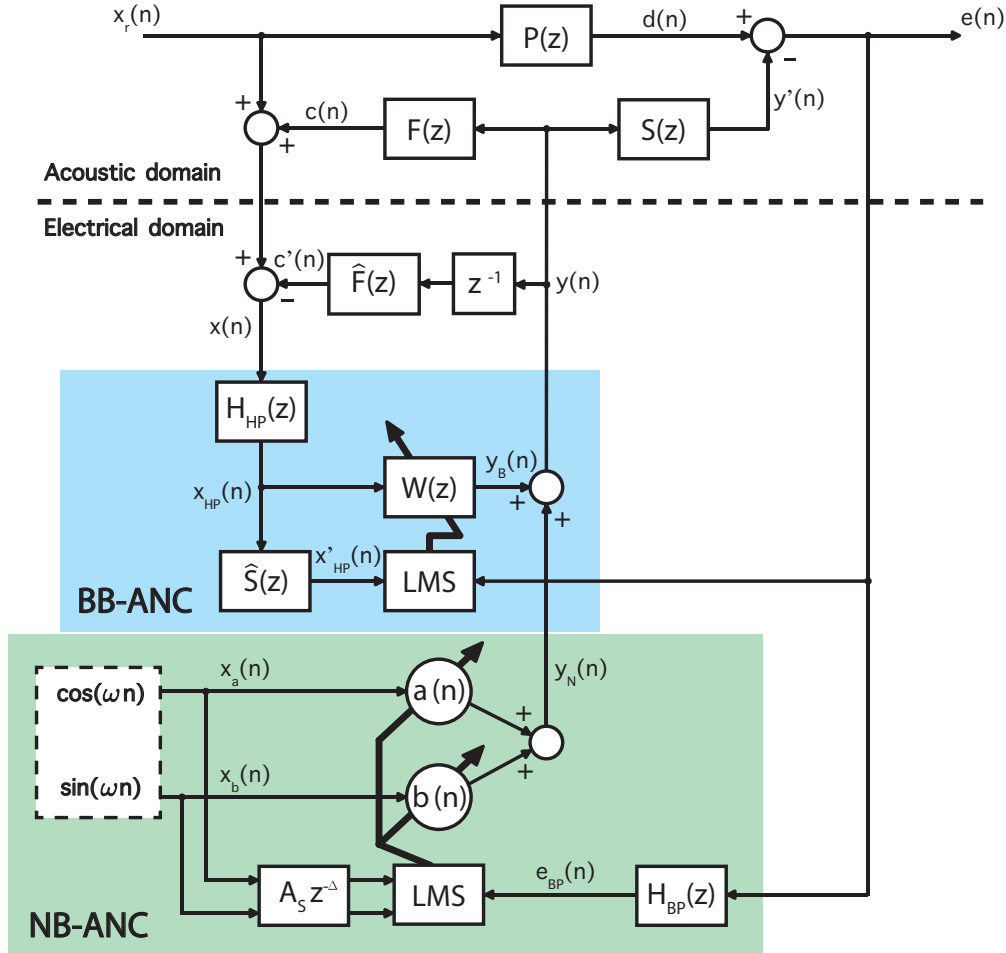 x_r(n)
P(z)
d(n)
+
e(n)
−
y'(n)
+
c(n)
F(z)
S(z)
+
Acoustic domain
Electrical domain
+
c'(n)
F̂(z)
z⁻¹
y(n)
−
x(n)
H_HP(z)
x_HP(n)
W(z)
y_B(n)
+
+
Ŝ(z)
x'_HP(n)
LMS
BB-ANC
cos(ωn)
x_a(n)
a(n)
y_N(n)
+
sin(ωn)
x_b(n)
b(n)
+
A_S z^-Δ
LMS
e_BP(n)
H_BP(z)
NB-ANC